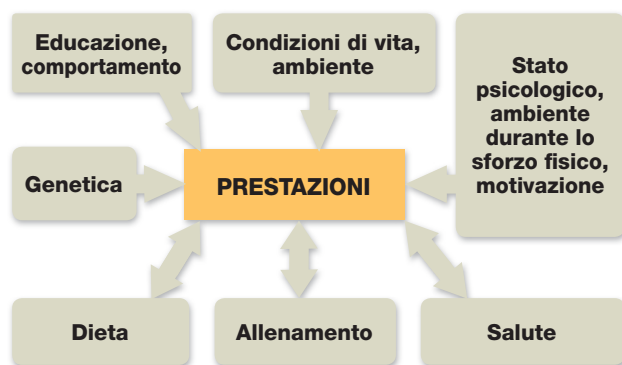 Educazione,
comportamento
Condizioni di vita,
ambiente
Stato
psicologico,
ambiente
durante lo
sforzo fisico,
motivazione
Genetica
PRESTAZIONI
Dieta
Allenamento
Salute